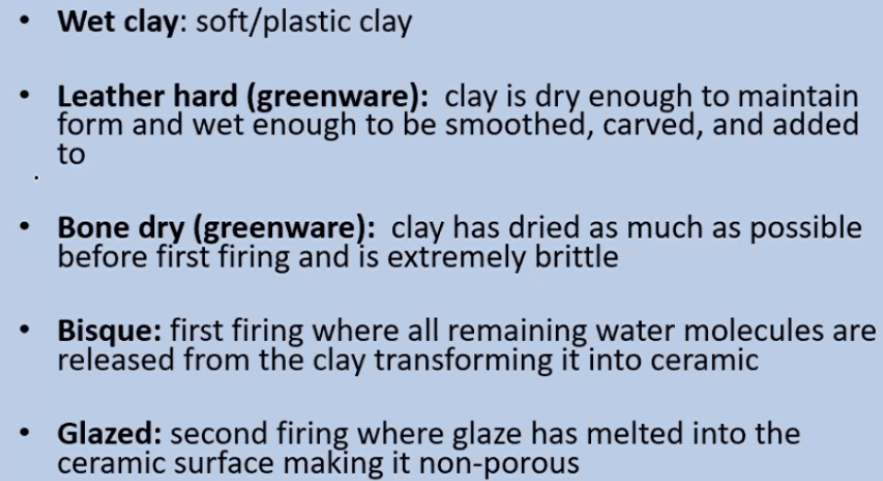 • Wet clay: soft/plastic clay
• Leather hard (greenware): clay is dry enough to maintain
form and wet enough to be smoothed, carved, and added
to
• Bone dry (greenware): clay has dried as much as possible
before first firing and is extremely brittle
• Bisque: first firing where all remaining water molecules are
released from the clay transforming it into ceramic
• Glazed: second firing where glaze has melted into the
ceramic surface making it non-porous